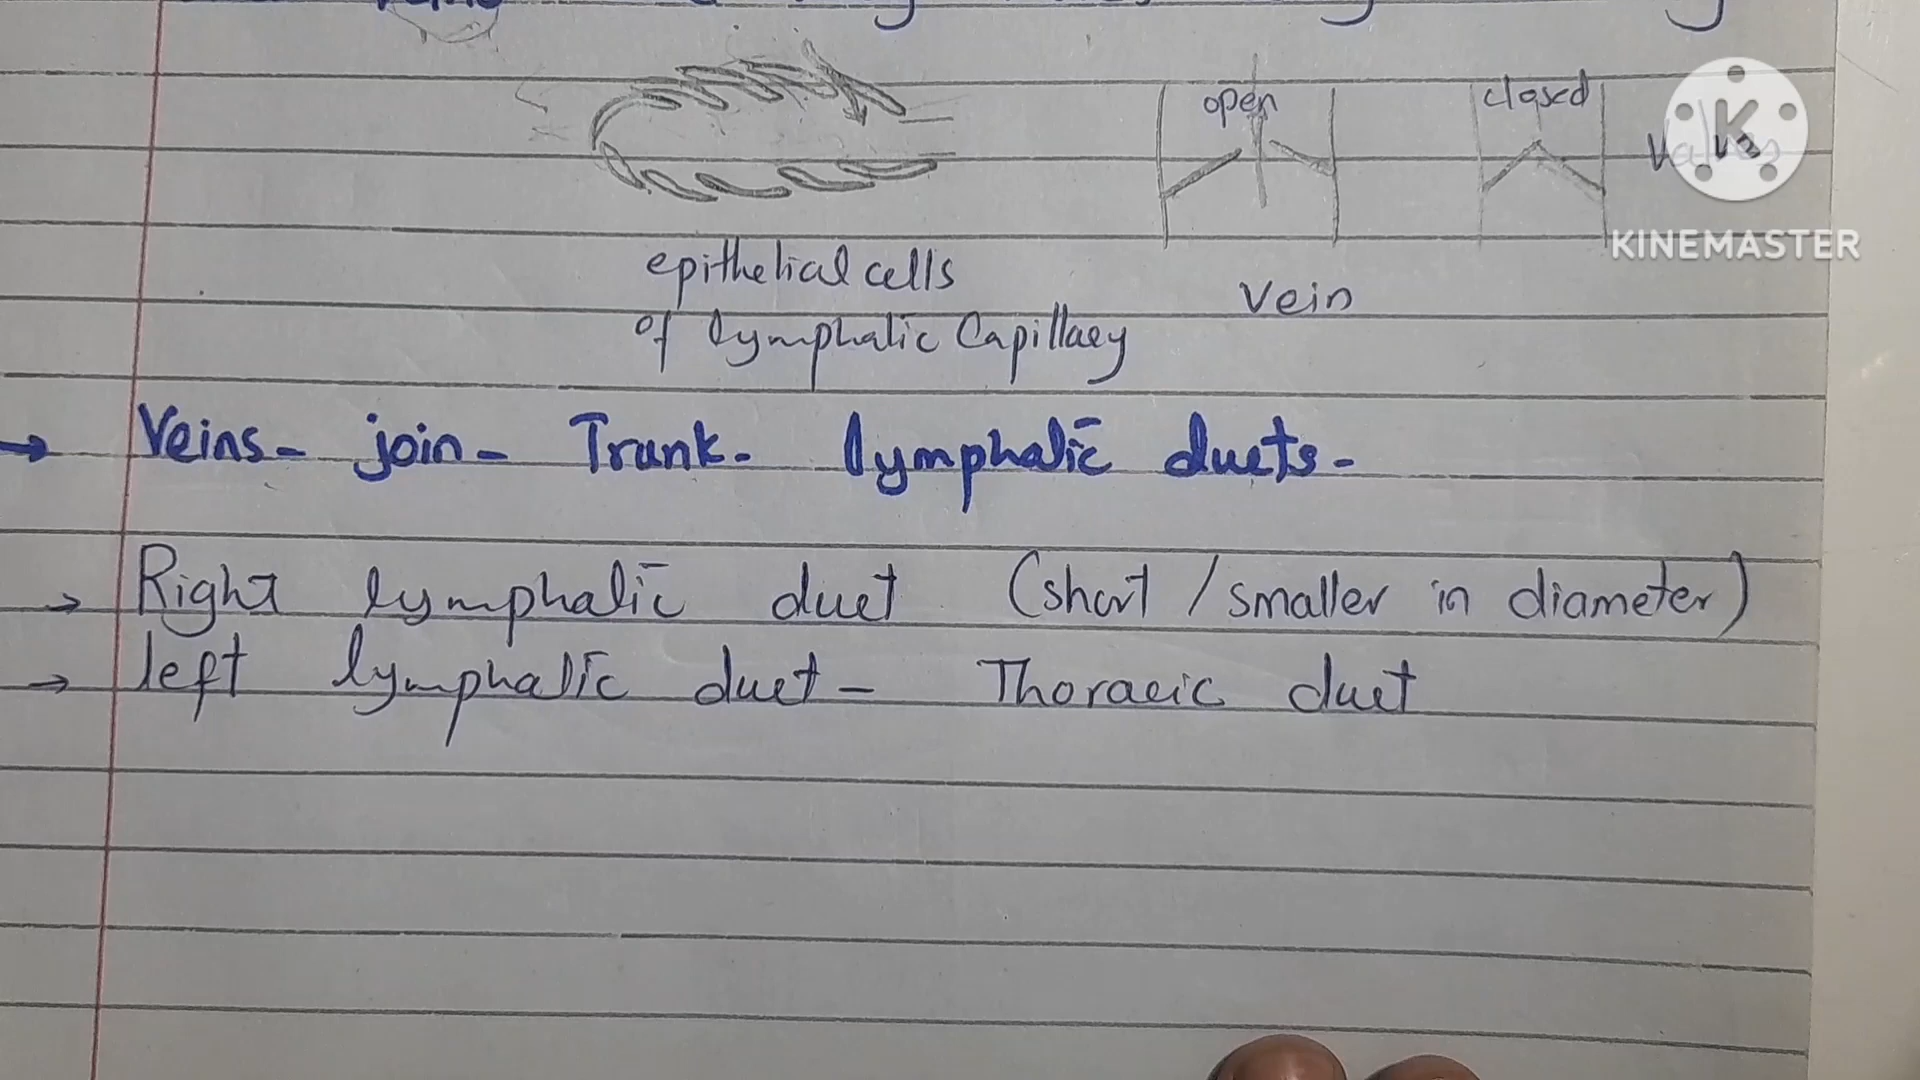 open
closed
Valves
KINEMASTER
epithelial cells
of lymphatic Capillary
Vein
→ Veins - join - Trunk - lymphatic ducts -
→ Right lymphatic duct (short / smaller in diameter)
→ left lymphatic duct - Thoracic duct